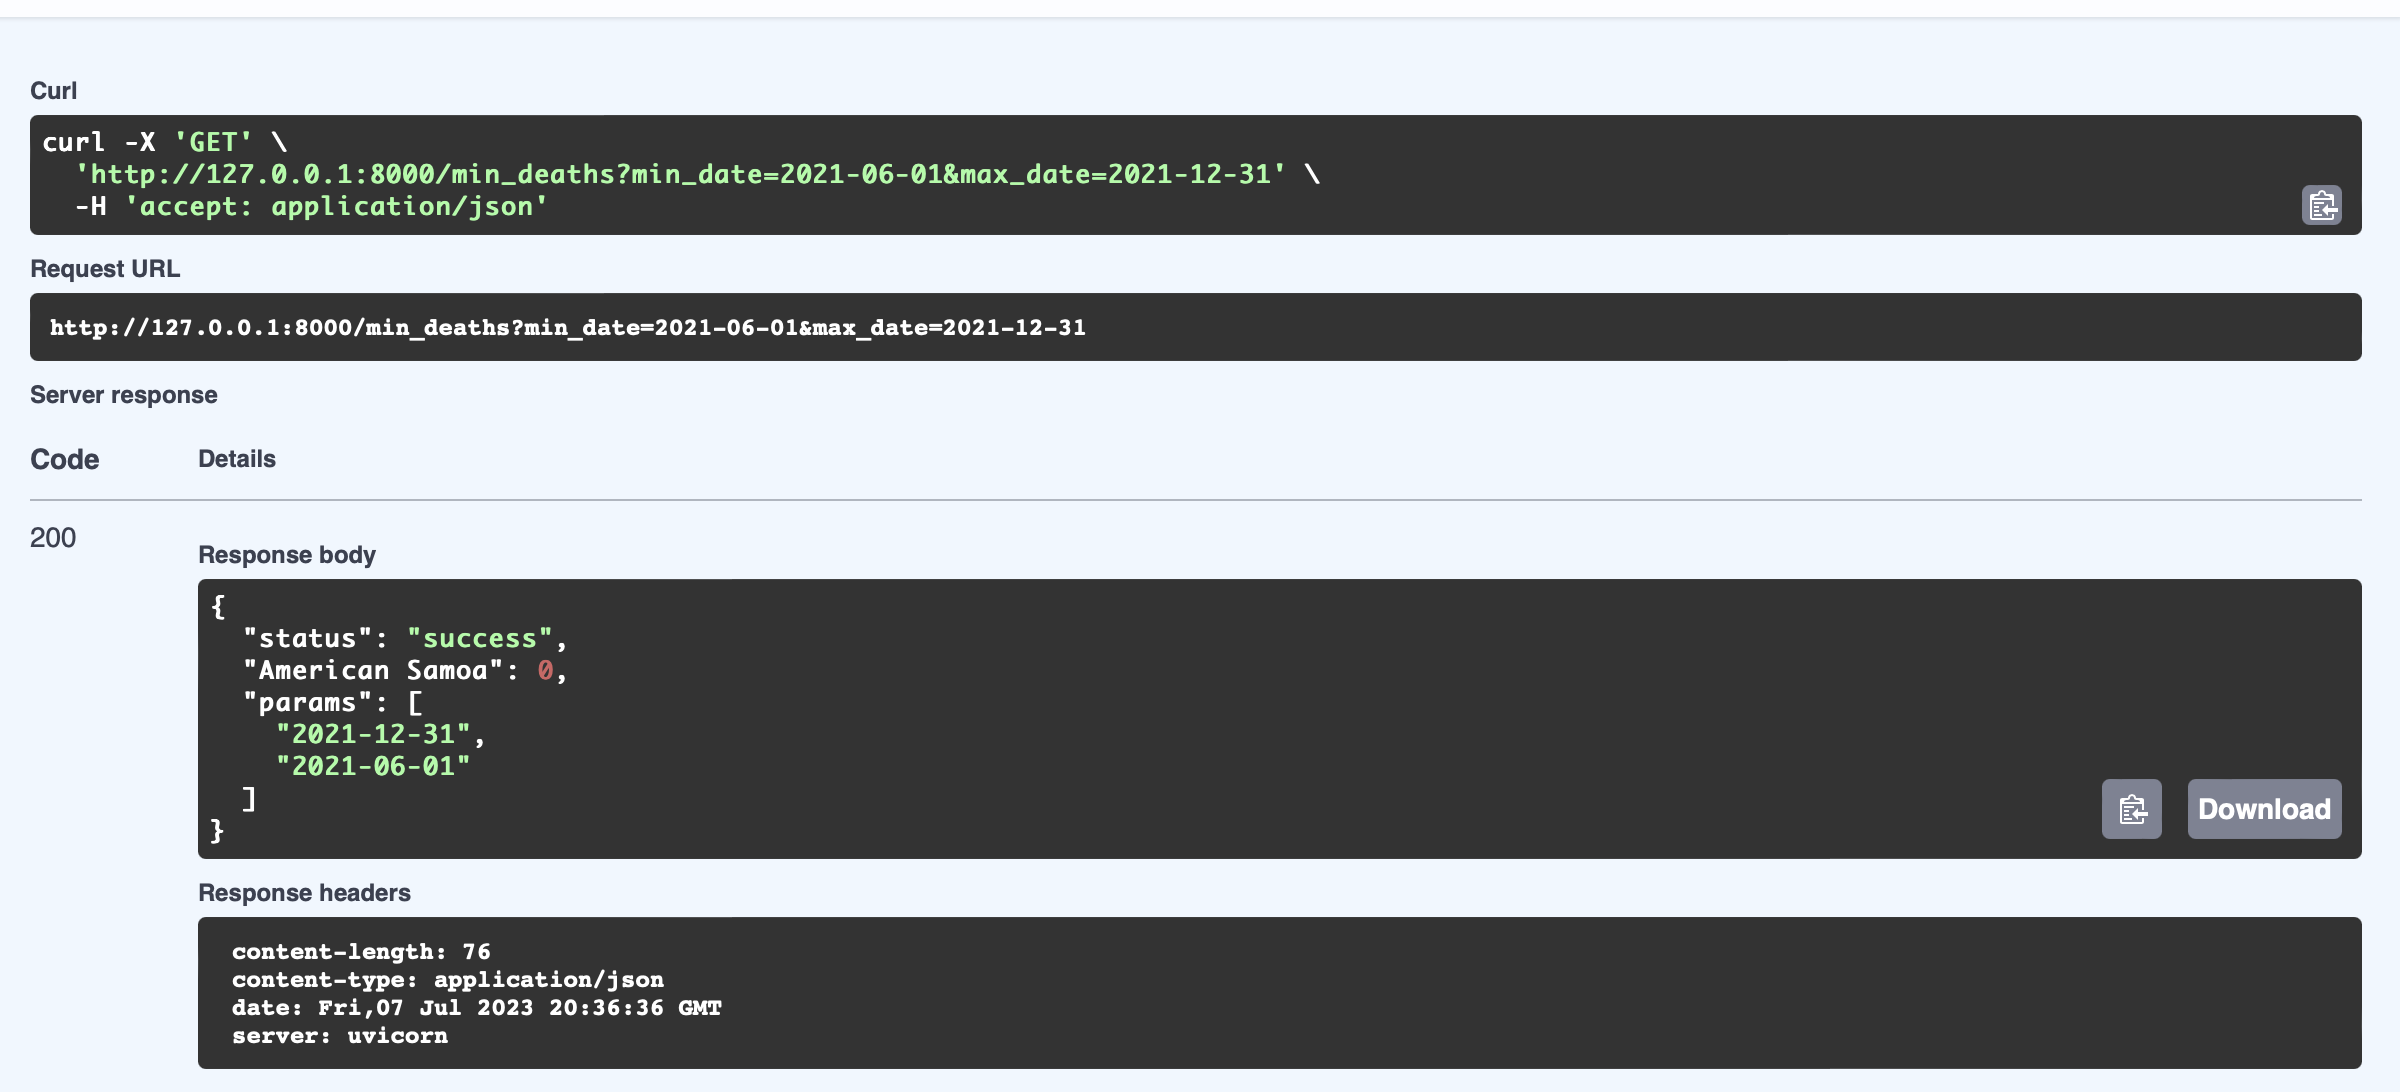 Curl
curl -X 'GET' \
  'http://127.0.0.1:8000/min_deaths?min_date=2021-06-01&max_date=2021-12-31' \
  -H 'accept: application/json'
Request URL
http://127.0.0.1:8000/min_deaths?min_date=2021-06-01&max_date=2021-12-31
Server response
Code Details
200
Response body
{
  "status": "success",
  "American Samoa": 0,
  "params": [
    "2021-12-31",
    "2021-06-01"
  ]
}
Download
Response headers
content-length: 76
content-type: application/json
date: Fri,07 Jul 2023 20:36:36 GMT
server: uvicorn